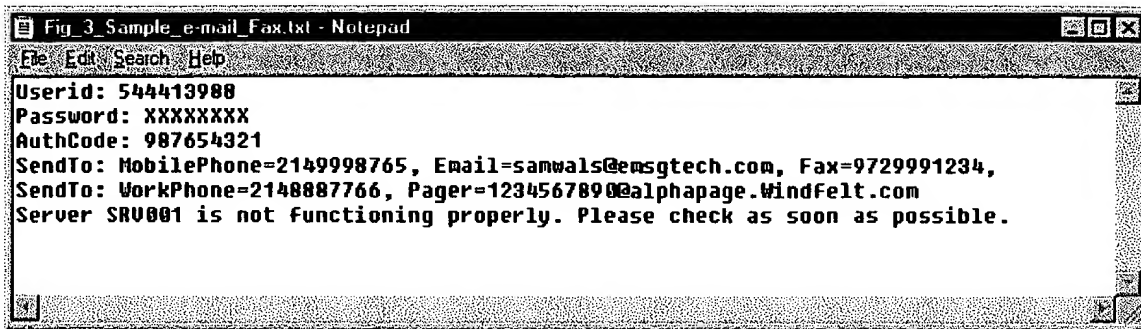 Fig_3_Sample_e-mail_Fax.txt - Notepad
File Edit Search Help
Userid: 544413988
Password: XXXXXXXX
AuthCode: 987654321
SendTo: MobilePhone=2149998765, Email=samwals@emsgtech.com, Fax=9729991234,
SendTo: WorkPhone=2148887766, Pager=1234567890@alphapage.WindFelt.com
Server SRV001 is not functioning properly. Please check as soon as possible.